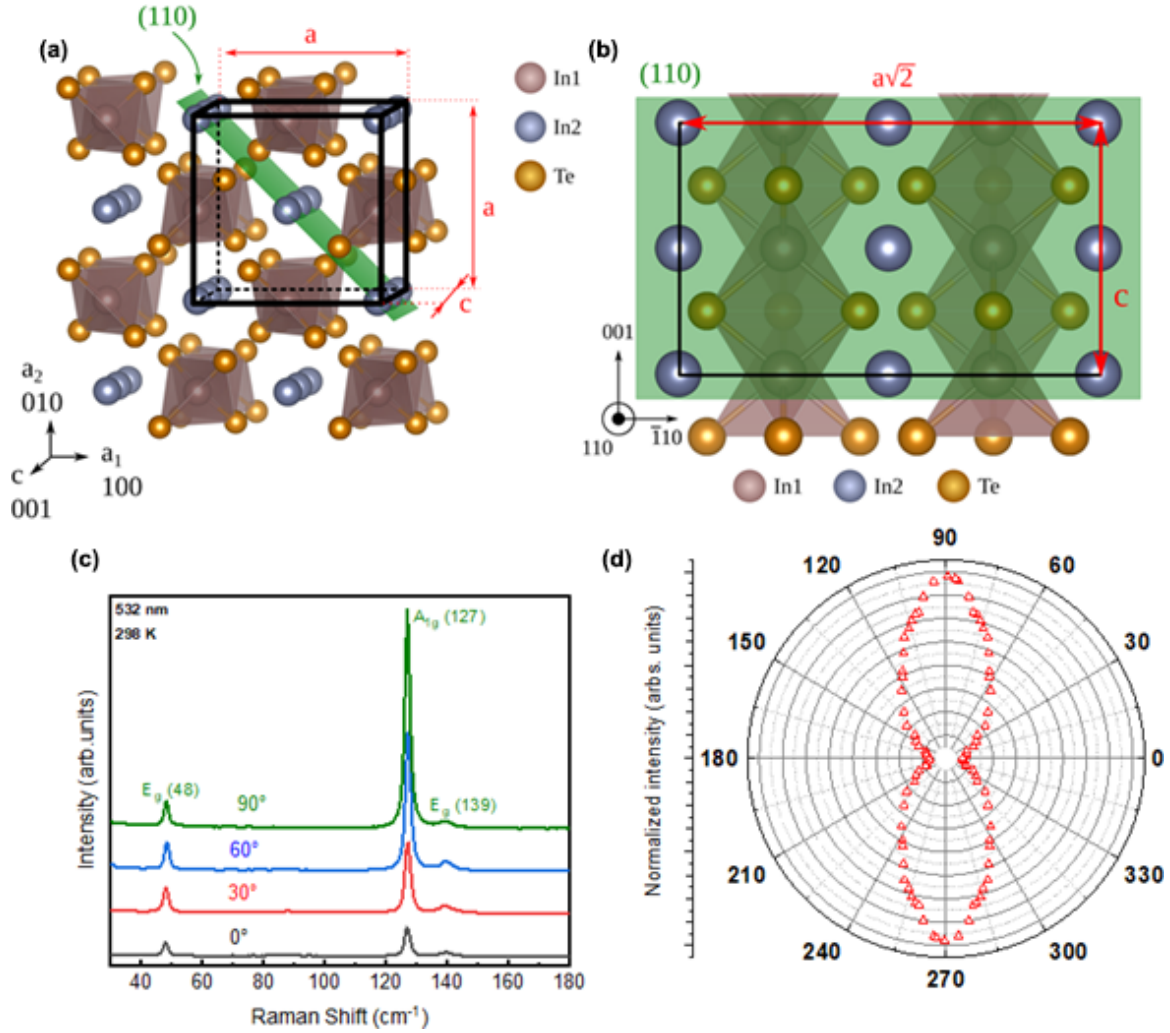 (a)
(110)
a
In1
In2
Te
a
c
a₂
010
a₁
100
c
001
(b)
(110)
a√2
c
001
110
1̅10
In1 In2 Te
(c)
532 nm
298 K
A₁g (127)
Eg (48)
Eg (139)
90°
60°
30°
0°
Intensity (arb.units)
40 60 80 100 120 140 160 180
Raman Shift (cm⁻¹)
(d)
Normalized intensity (arbs. units)
90
120 60
150 30
180 0
210 330
240 300
270